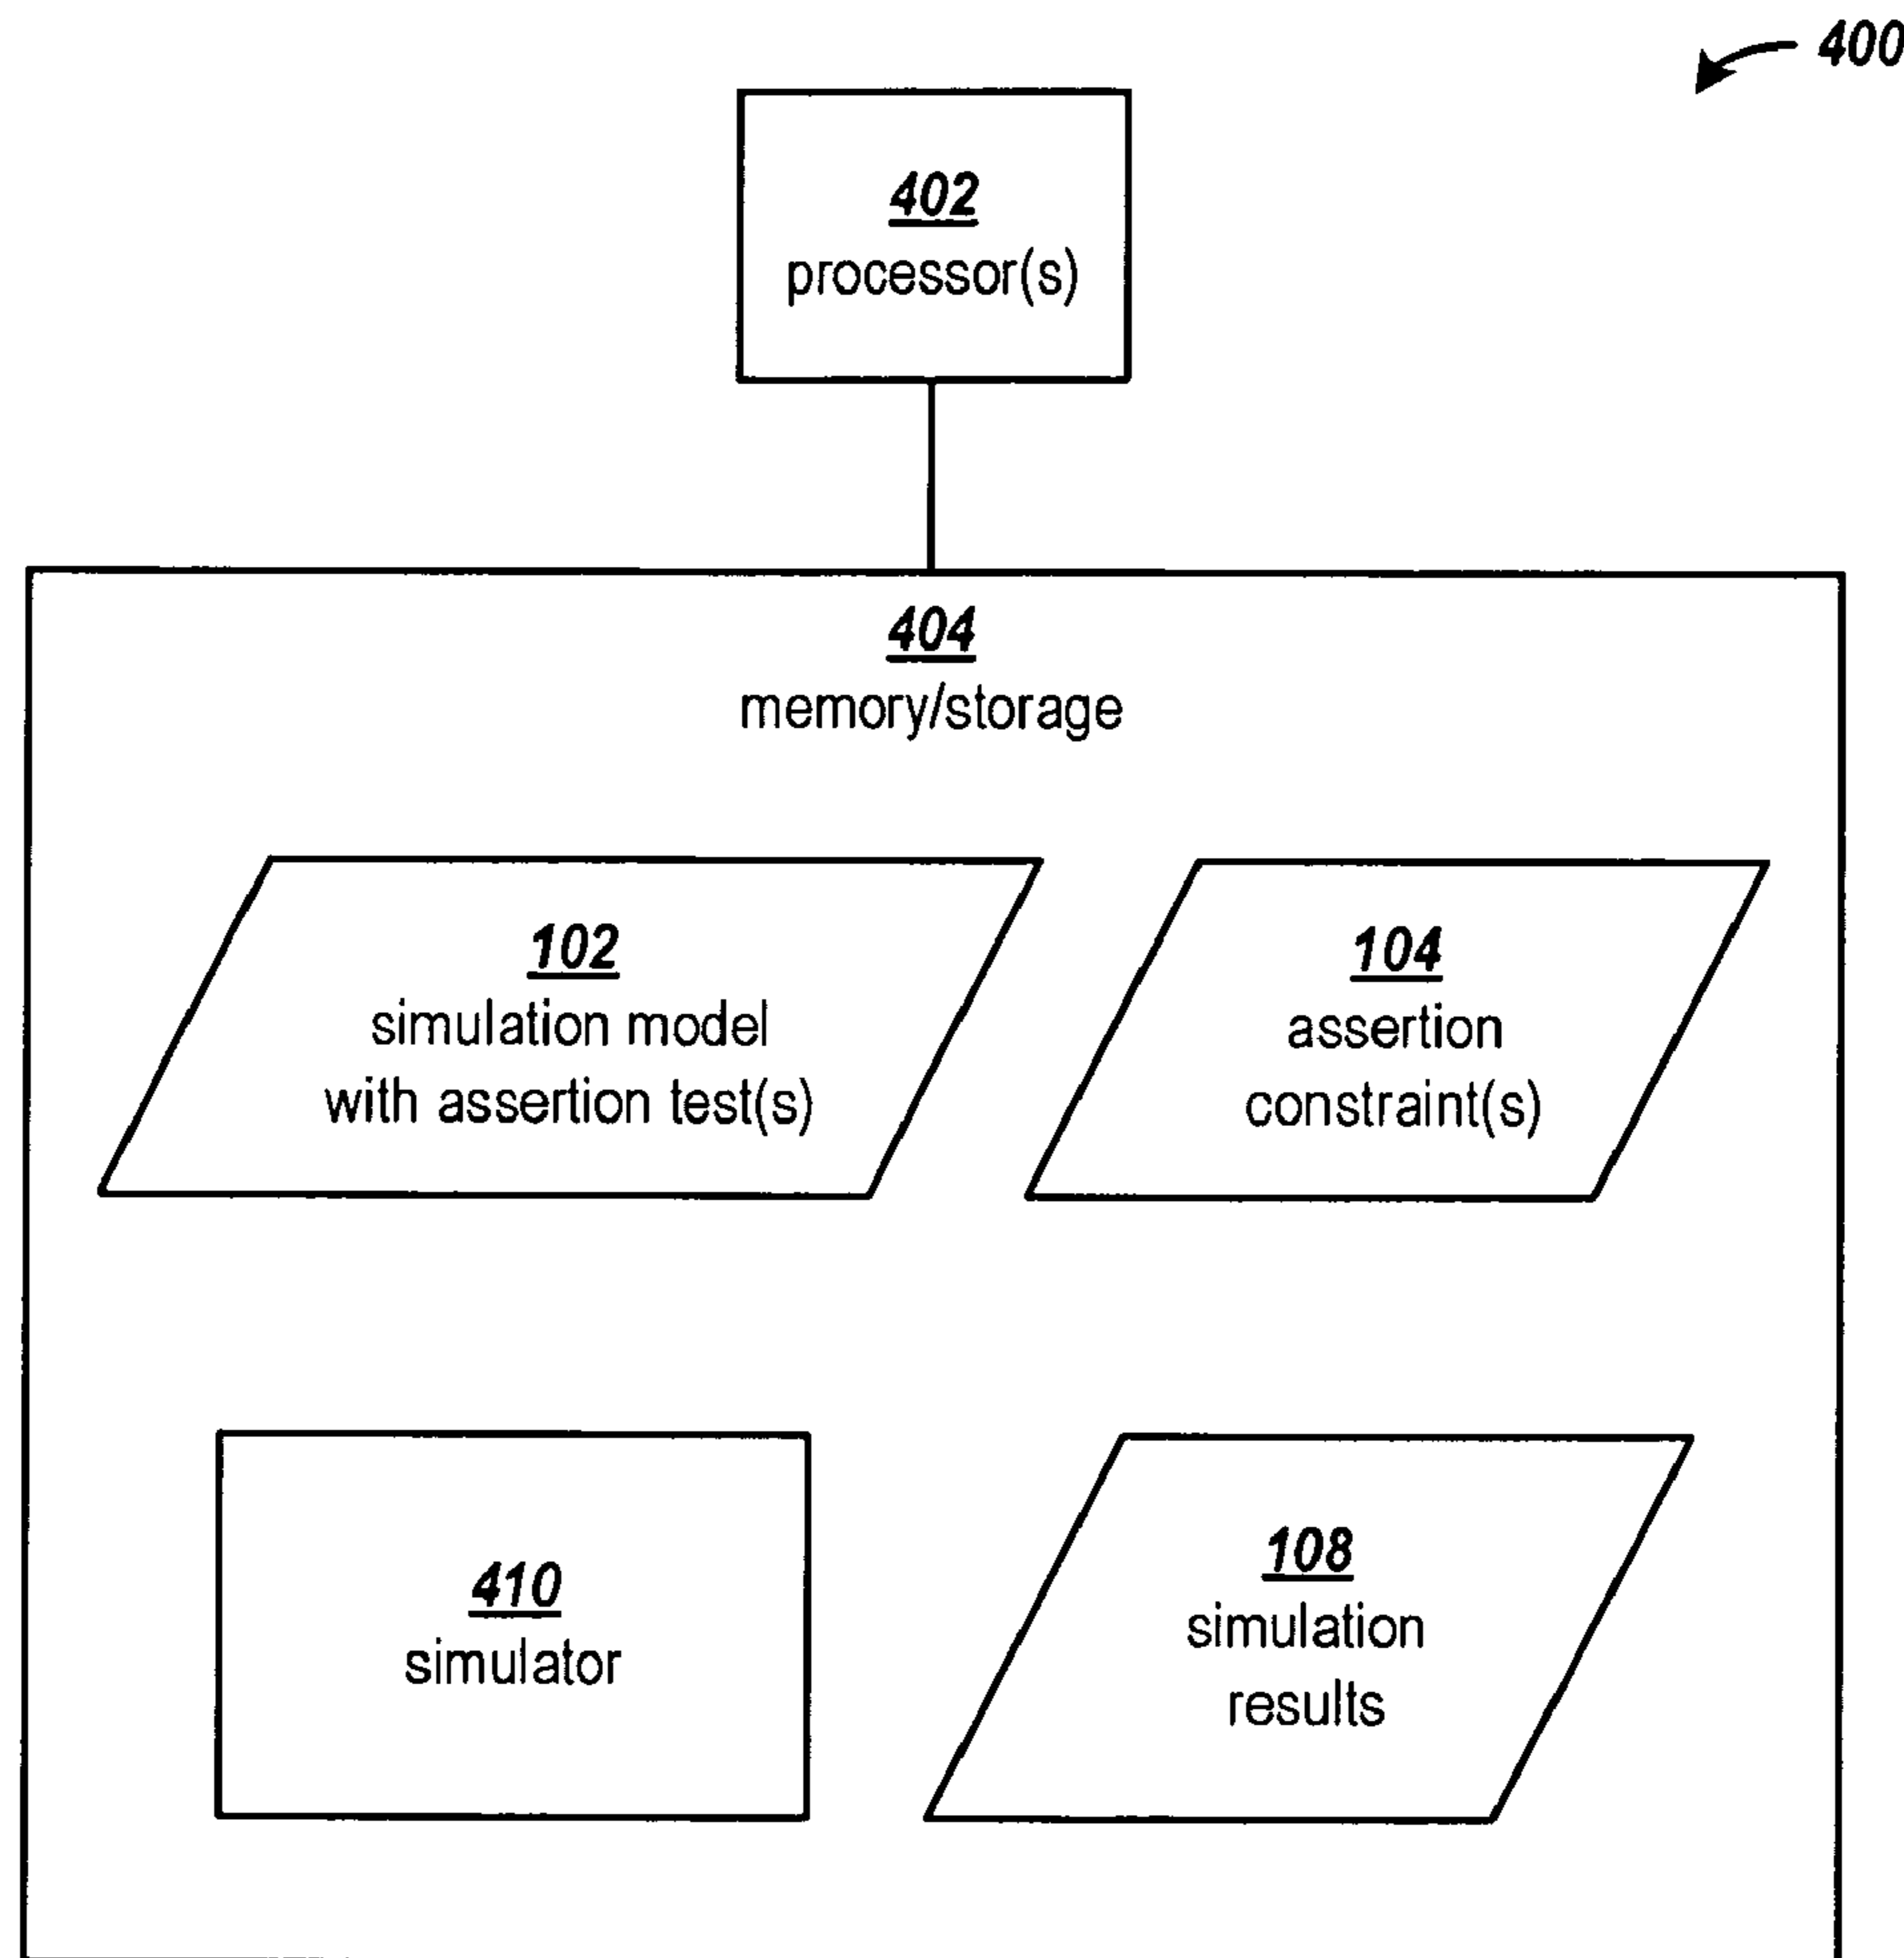 400
402
processor(s)
404
memory/storage
102
simulation model
with assertion test(s)
104
assertion
constraint(s)
410
simulator
108
simulation
results